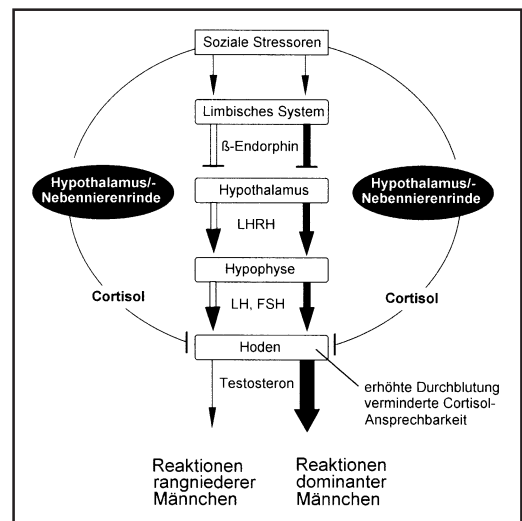 Soziale Stressoren
Limbisches System
ß-Endorphin
Hypothalamus/-
Nebennierenrinde
Hypothalamus
Hypothalamus/-
Nebennierenrinde
LHRH
Hypophyse
Cortisol
LH, FSH
Cortisol
Hoden
Testosteron
erhöhte Durchblutung
verminderte Cortisol-
Ansprechbarkeit
Reaktionen
rangniederer
Männchen
Reaktionen
dominanter
Männchen